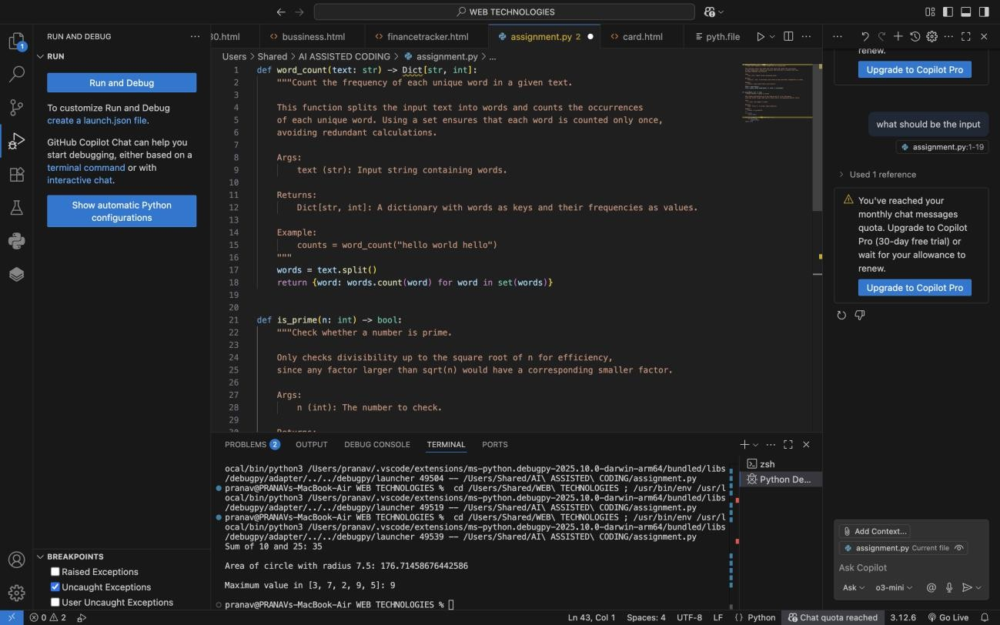 WEB TECHNOLOGIES
RUN AND DEBUG
RUN
Run and Debug
To customize Run and Debug
create a launch.json file.
GitHub Copilot Chat can help you
start debugging, either based on a
terminal command or with
interactive chat.
Show automatic Python
configurations
BREAKPOINTS
Raised Exceptions
Uncaught Exceptions
User Uncaught Exceptions
30.html
bussiness.html
financetracker.html
assignment.py 2
card.html
pyth.file
Users > Shared > AI ASSISTED CODING > assignment.py > ...
1 def word_count(text: str) -> Dict[str, int]:
2 """Count the frequency of each unique word in a given text.
3
4 This function splits the input text into words and counts the occurrences
5 of each unique word. Using a set ensures that each word is counted only once,
6 avoiding redundant calculations.
7
8 Args:
9 text (str): Input string containing words.
10
11 Returns:
12 Dict[str, int]: A dictionary with words as keys and their frequencies as values.
13
14 Example:
15 counts = word_count("hello world hello")
16 """
17 words = text.split()
18 return {word: words.count(word) for word in set(words)}
19
20
21 def is_prime(n: int) -> bool:
22 """Check whether a number is prime.
23
24 Only checks divisibility up to the square root of n for efficiency,
25 since any factor larger than sqrt(n) would have a corresponding smaller factor.
26
27 Args:
28 n (int): The number to check.
29
30 Returns:
PROBLEMS 2
OUTPUT
DEBUG CONSOLE
TERMINAL
PORTS
ocal/bin/python3 /Users/pranav/.vscode/extensions/ms-python.debugpy-2025.10.0-darwin-arm64/bundled/libs
/debugpy/adapter/../../debugpy/launcher 49504 -- /Users/Shared/AI\ ASSISTED\ CODING/assignment.py
pranav@PRANAVs-MacBook-Air WEB TECHNOLOGIES % cd /Users/Shared/WEB\ TECHNOLOGIES ; /usr/bin/env /usr/l
ocal/bin/python3 /Users/pranav/.vscode/extensions/ms-python.debugpy-2025.10.0-darwin-arm64/bundled/libs
/debugpy/adapter/../../debugpy/launcher 49519 -- /Users/Shared/AI\ ASSISTED\ CODING/assignment.py
pranav@PRANAVs-MacBook-Air WEB TECHNOLOGIES % cd /Users/Shared/WEB\ TECHNOLOGIES ; /usr/bin/env /usr/l
ocal/bin/python3 /Users/pranav/.vscode/extensions/ms-python.debugpy-2025.10.0-darwin-arm64/bundled/libs
/debugpy/adapter/../../debugpy/launcher 49539 -- /Users/Shared/AI\ ASSISTED\ CODING/assignment.py
Sum of 10 and 25: 35
Area of circle with radius 7.5: 176.71458676442586
Maximum value in [3, 7, 2, 9, 5]: 9
pranav@PRANAVs-MacBook-Air WEB TECHNOLOGIES %
zsh
Python De...
renew.
Upgrade to Copilot Pro
what should be the input
assignment.py:1-19
Used 1 reference
You've reached your
monthly chat messages
quota. Upgrade to Copilot
Pro (30-day free trial) or
wait for your allowance to
renew.
Upgrade to Copilot Pro
Add Context...
assignment.py Current file
Ask Copilot
Ask
o3-mini
0 2
Ln 43, Col 1
Spaces: 4
UTF-8
LF
{} Python
Chat quota reached
3.12.6
Go Live